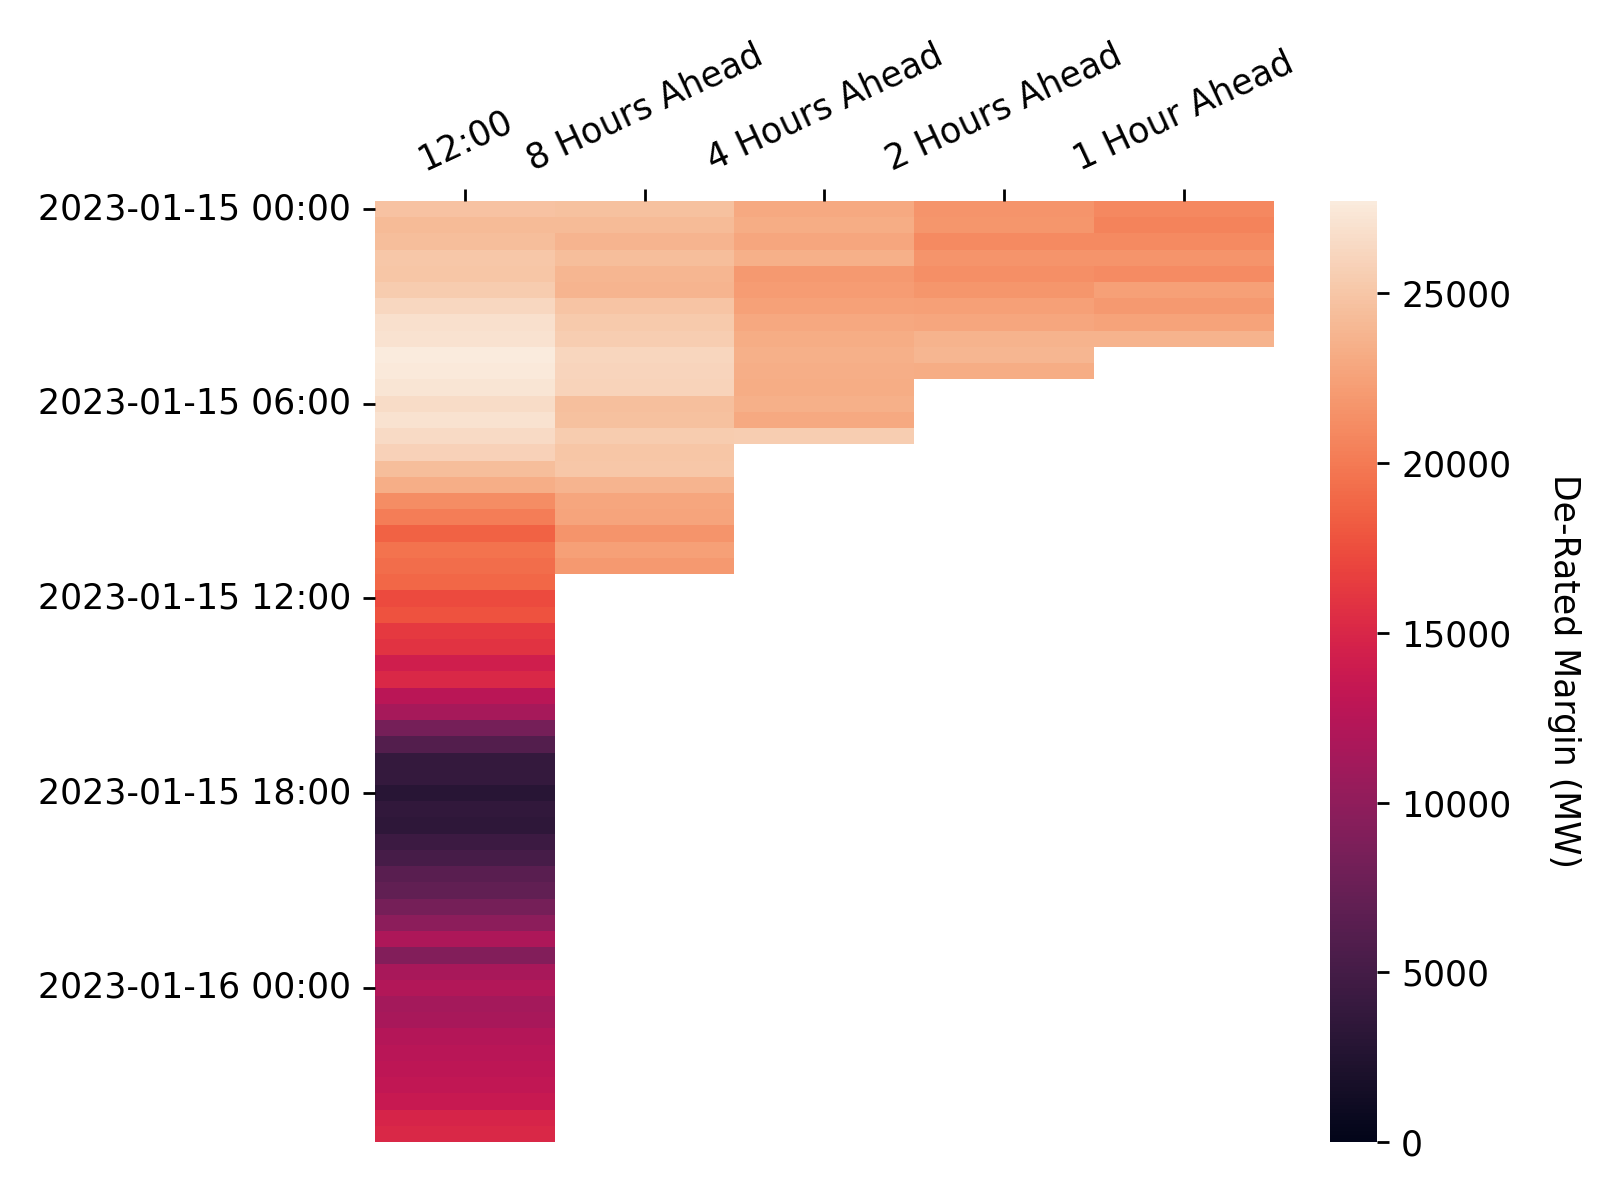 12:00
8 Hours Ahead
4 Hours Ahead
2 Hours Ahead
1 Hour Ahead
2023-01-15 00:00
2023-01-15 06:00
2023-01-15 12:00
2023-01-15 18:00
2023-01-16 00:00
25000
20000
15000
10000
5000
0
De-Rated Margin (MW)